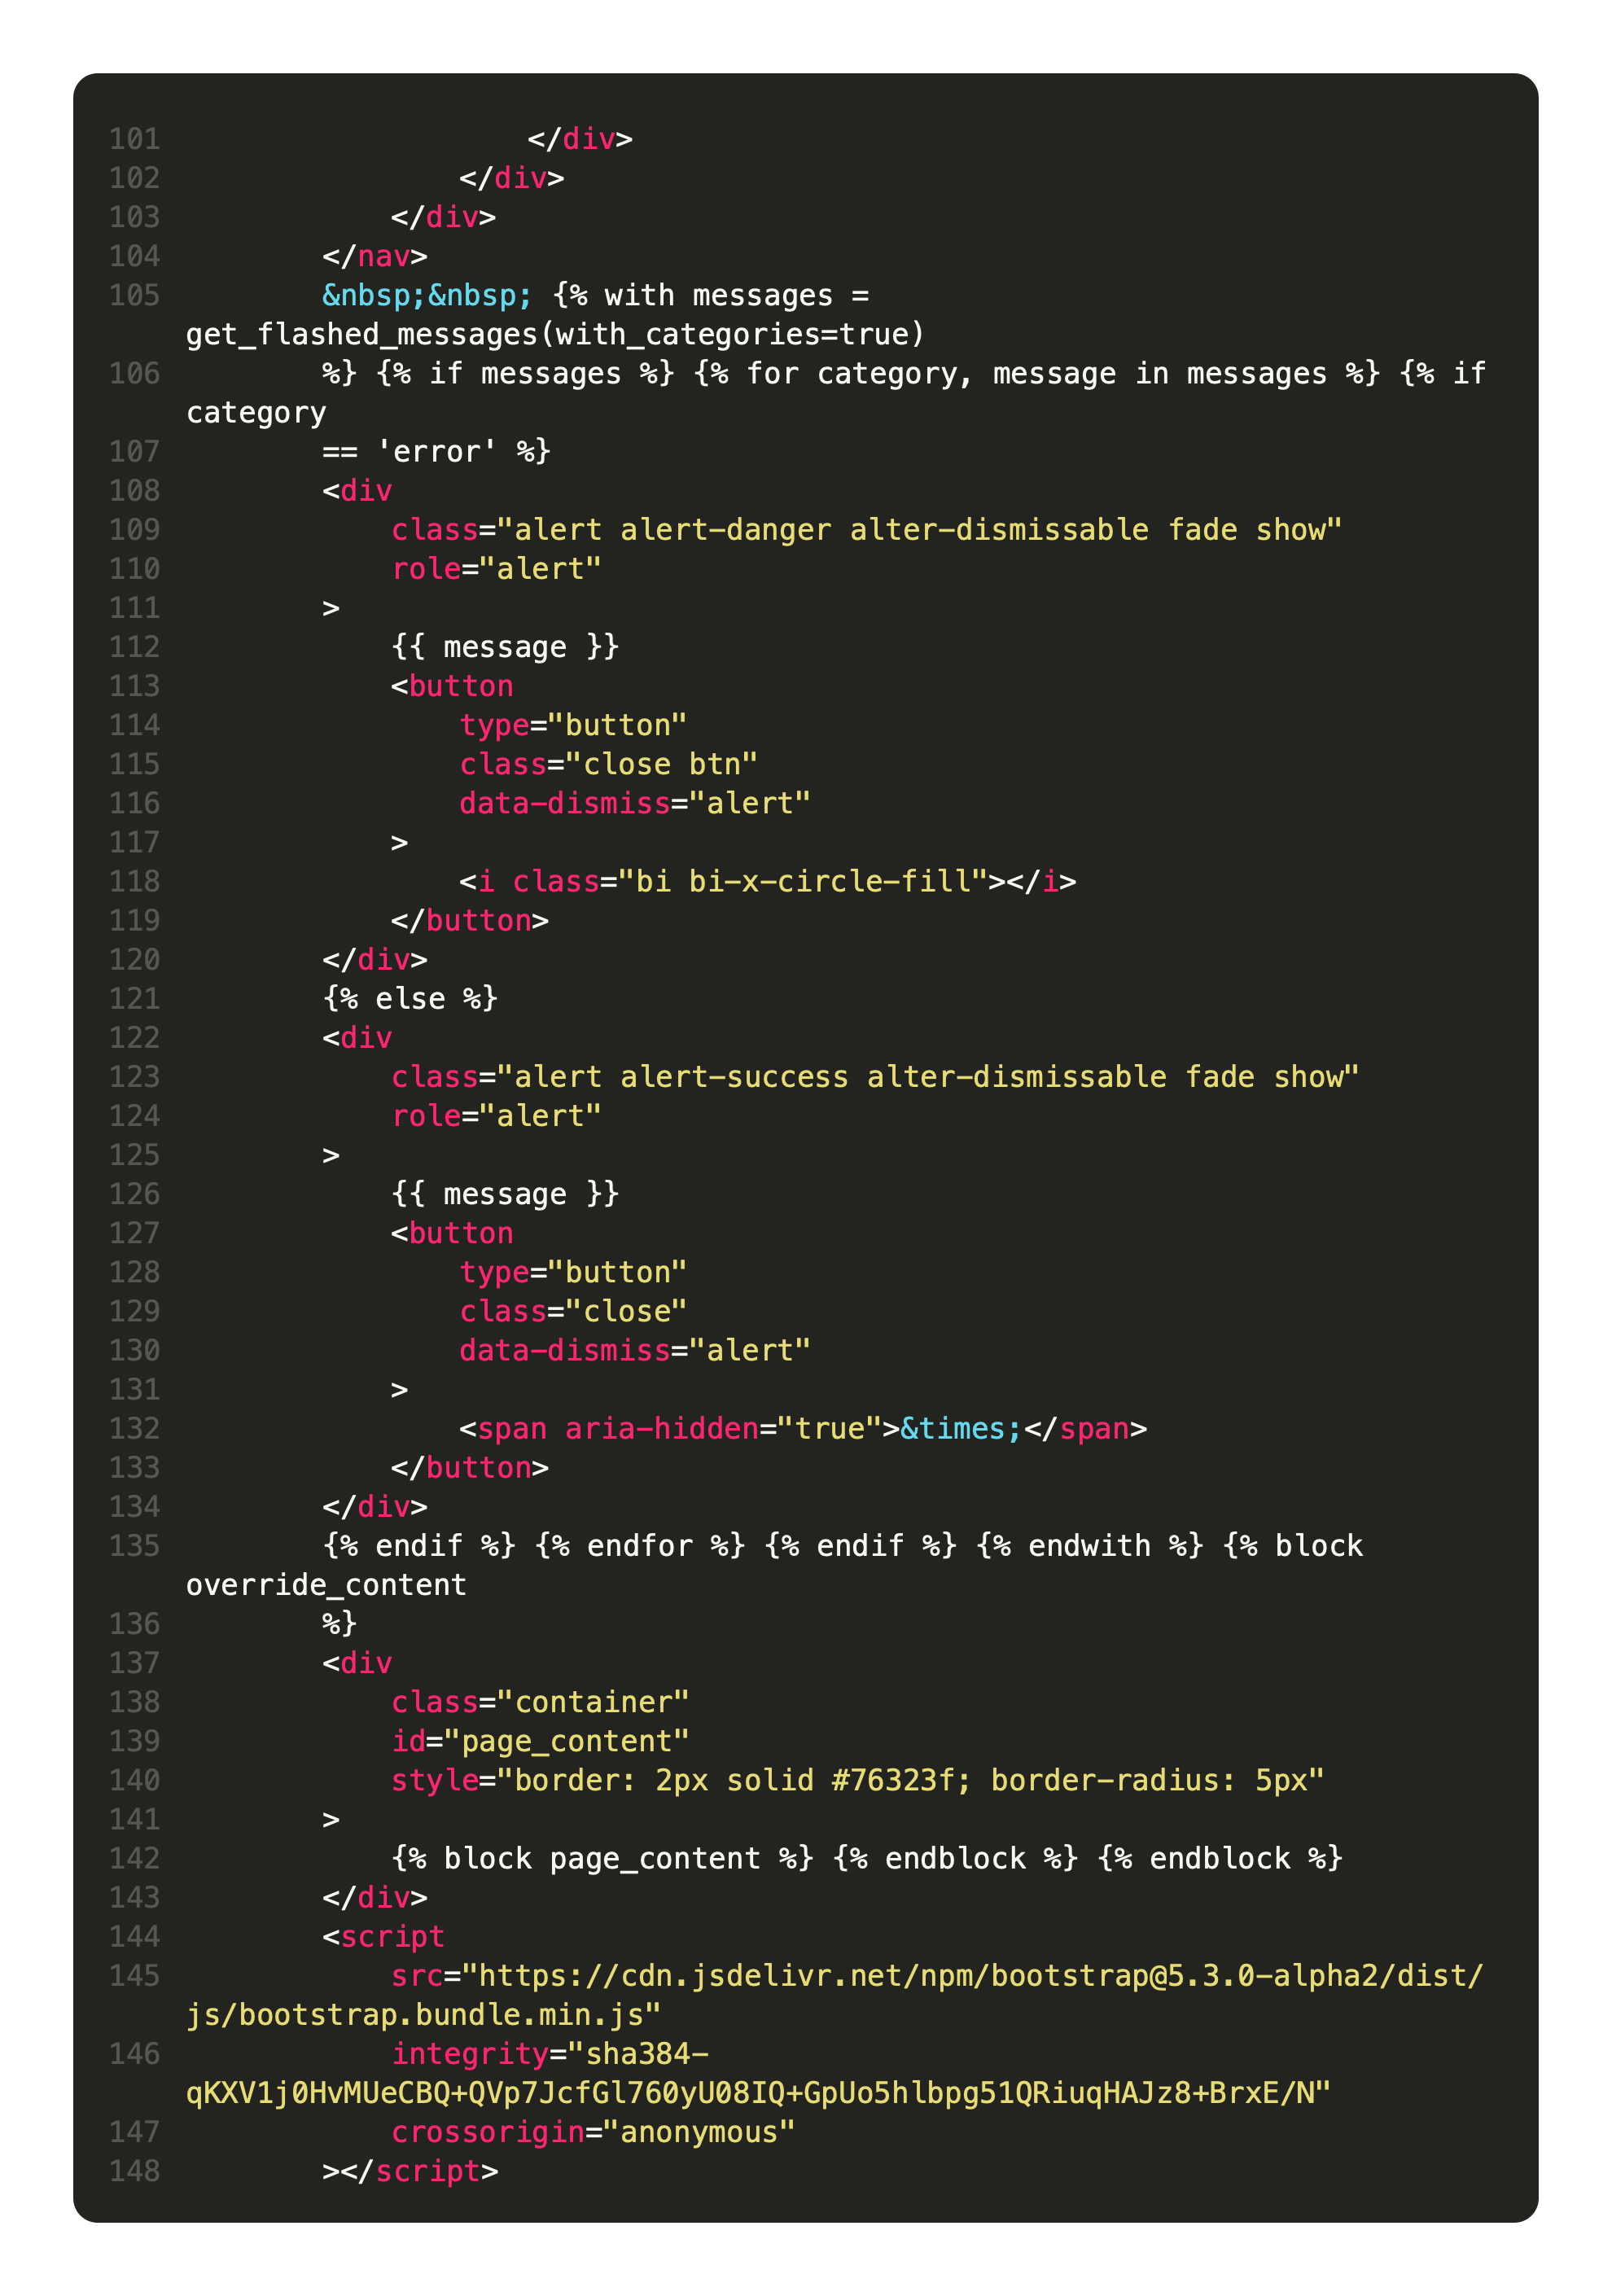 101                     </div>
102                 </div>
103             </div>
104         </nav>
105         &nbsp;&nbsp; {% with messages =
get_flashed_messages(with_categories=true)
106         %} {% if messages %} {% for category, message in messages %} {% if
category
107         == 'error' %}
108         <div
109             class="alert alert-danger alter-dismissable fade show"
110             role="alert"
111         >
112             {{ message }}
113             <button
114                 type="button"
115                 class="close btn"
116                 data-dismiss="alert"
117             >
118                 <i class="bi bi-x-circle-fill"></i>
119             </button>
120         </div>
121         {% else %}
122         <div
123             class="alert alert-success alter-dismissable fade show"
124             role="alert"
125         >
126             {{ message }}
127             <button
128                 type="button"
129                 class="close"
130                 data-dismiss="alert"
131             >
132                 <span aria-hidden="true">&times;</span>
133             </button>
134         </div>
135         {% endif %} {% endfor %} {% endif %} {% endwith %} {% block
override_content
136         %}
137         <div
138             class="container"
139             id="page_content"
140             style="border: 2px solid #76323f; border-radius: 5px"
141         >
142             {% block page_content %} {% endblock %} {% endblock %}
143         </div>
144         <script
145             src="https://cdn.jsdelivr.net/npm/bootstrap@5.3.0-alpha2/dist/
js/bootstrap.bundle.min.js"
146             integrity="sha384-
qKXV1j0HvMUeCBQ+QVp7JcfGl760yU08IQ+GpUo5hlbpg51QRiuqHAJz8+BrxE/N"
147             crossorigin="anonymous"
148         ></script>